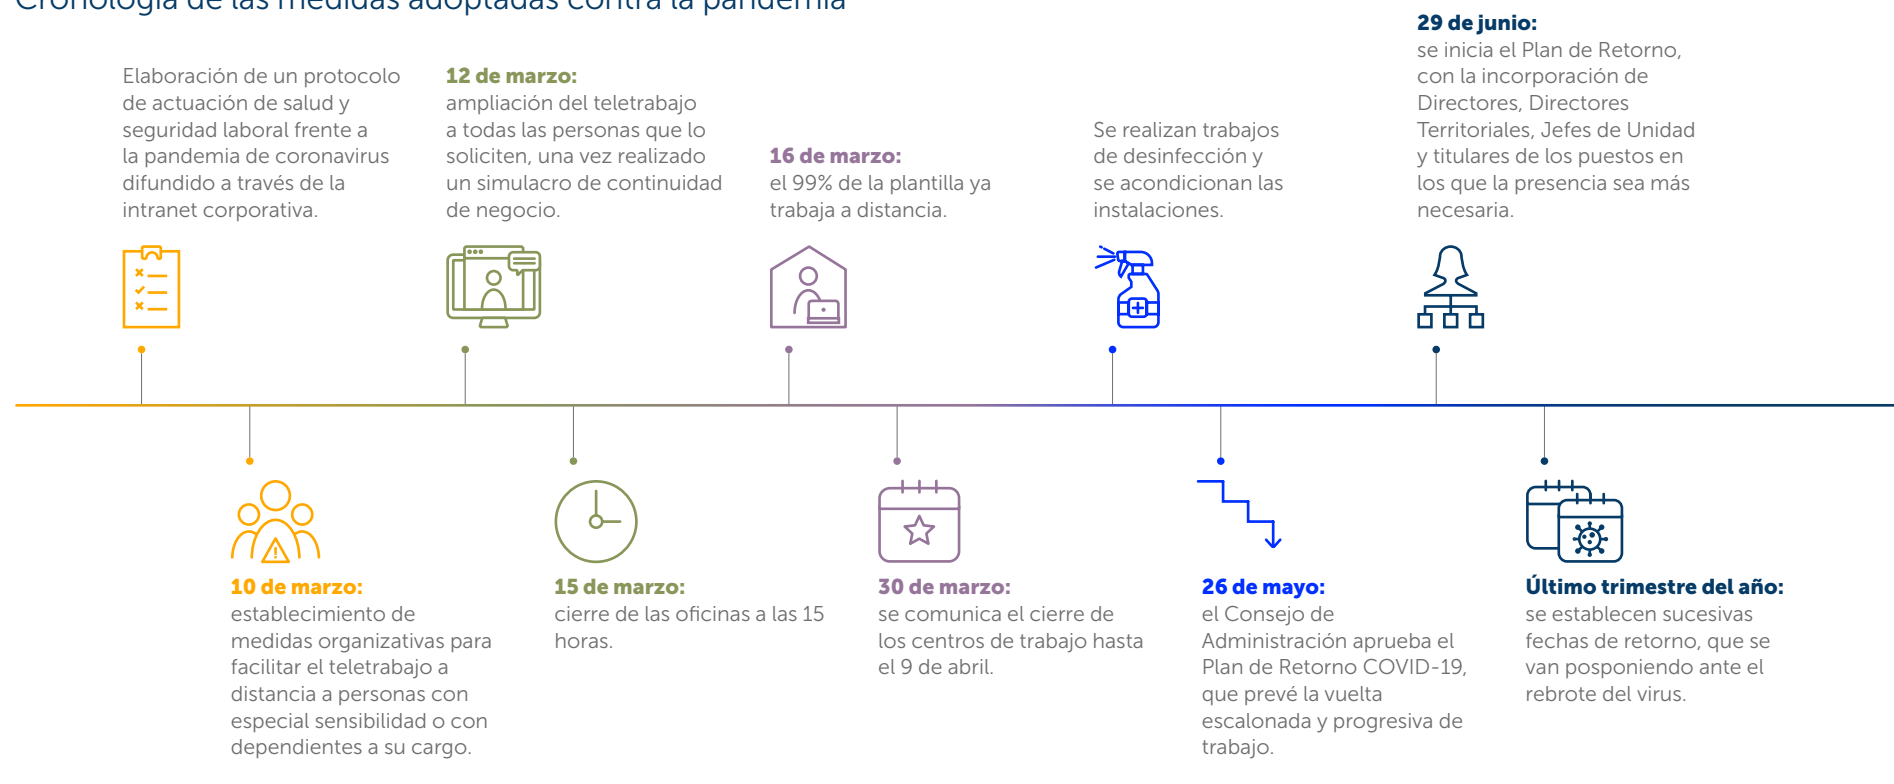 Cronología de las medidas adoptadas contra la pandemia
Elaboración de un protocolo
de actuación de salud y
seguridad laboral frente a
la pandemia de coronavirus
difundido a través de la
intranet corporativa.
10 de marzo:
establecimiento de
medidas organizativas para
facilitar el teletrabajo a
distancia a personas con
especial sensibilidad o con
dependientes a su cargo.
12 de marzo:
ampliación del teletrabajo
a todas las personas que lo
soliciten, una vez realizado
un simulacro de continuidad
de negocio.
15 de marzo:
cierre de las oficinas a las 15
horas.
16 de marzo:
el 99% de la plantilla ya
trabaja a distancia.
30 de marzo:
se comunica el cierre de
los centros de trabajo hasta
el 9 de abril.
Se realizan trabajos
de desinfección y
se acondicionan las
instalaciones.
26 de mayo:
el Consejo de
Administración aprueba el
Plan de Retorno COVID-19,
que prevé la vuelta
escalonada y progresiva de
trabajo.
29 de junio:
se inicia el Plan de Retorno,
con la incorporación de
Directores, Directores
Territoriales, Jefes de Unidad
y titulares de los puestos en
los que la presencia sea más
necesaria.
Último trimestre del año:
se establecen sucesivas
fechas de retorno, que se
van posponiendo ante el
rebrote del virus.